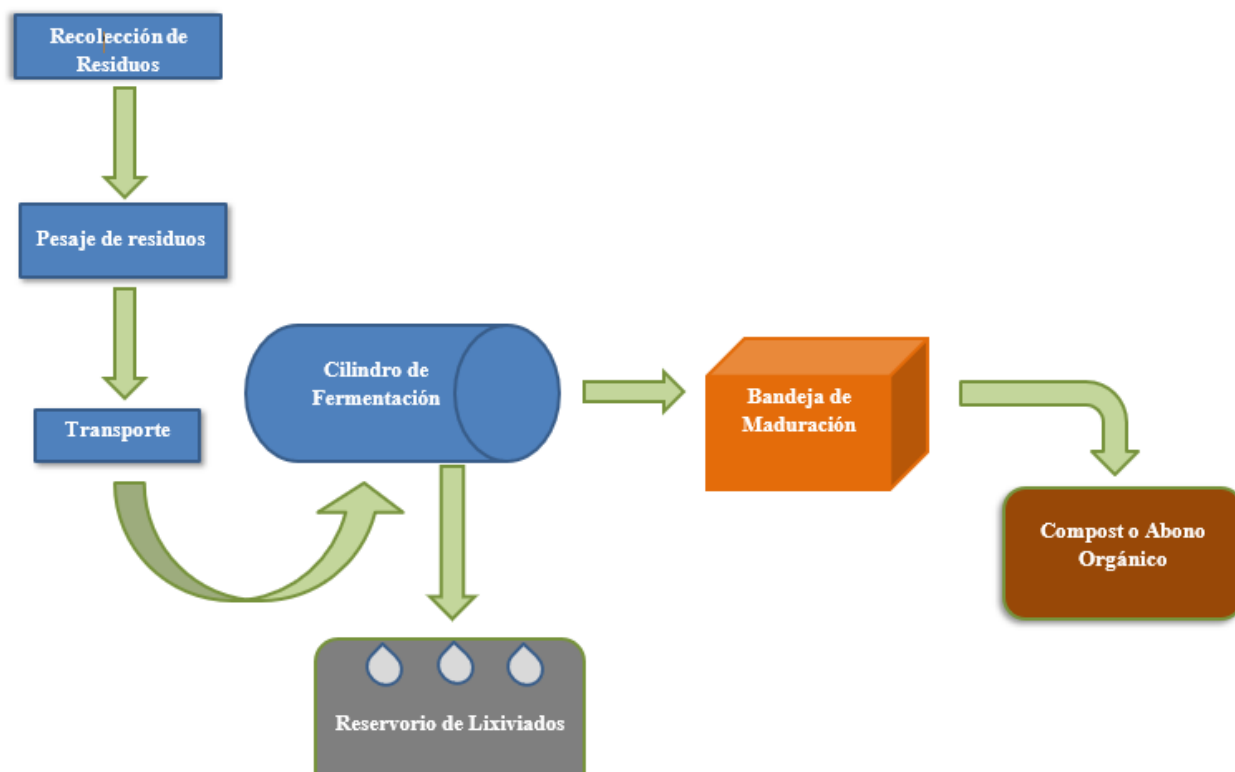 Recolección de
Residuos
Pesaje de residuos
Transporte
Cilindro de
Fermentación
Bandeja de
Maduración
Compost o Abono
Orgánico
Reservorio de Lixiviados